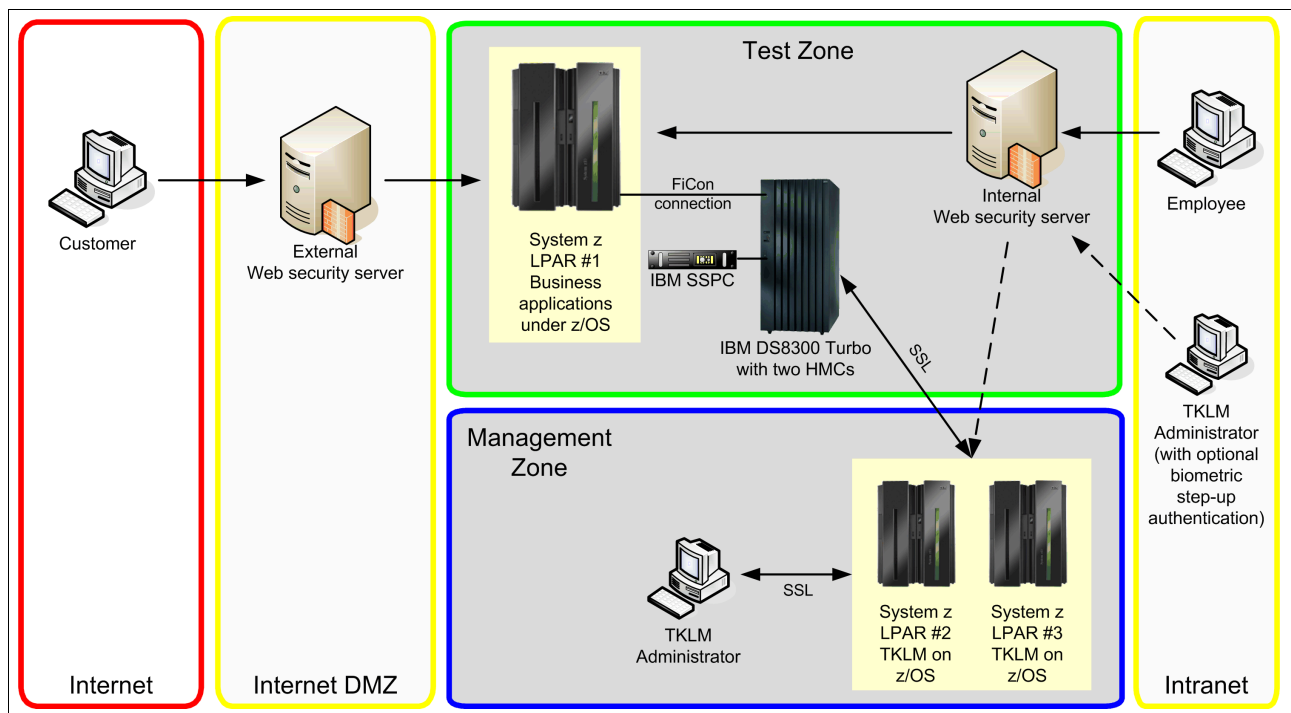 Test Zone
FiCon
connection
Customer
External
Web security server
System z
LPAR #1
Business
applications
under z/OS
IBM SSPC
IBM DS8300 Turbo
with two HMCs
SSL
Internal
Web security server
Employee
TKLM
Administrator
(with optional
biometric
step-up
authentication)
Management
Zone
SSL
TKLM
Administrator
System z
LPAR #2
TKLM on
z/OS
System z
LPAR #3
TKLM on
z/OS
Internet
Internet DMZ
Intranet